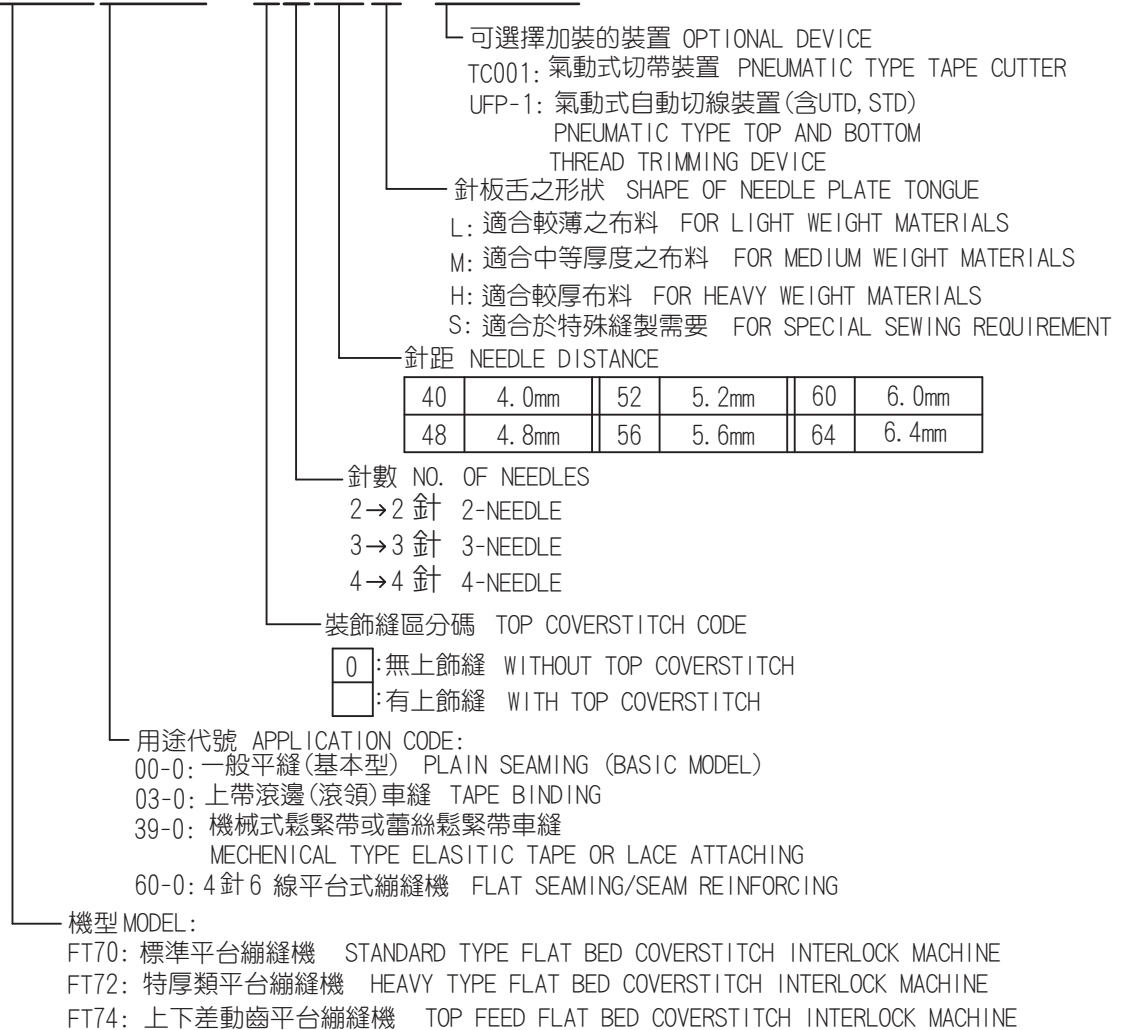 可選擇加裝的裝置 OPTIONAL DEVICE
TC001: 氣動式切帶裝置 PNEUMATIC TYPE TAPE CUTTER
UFP-1: 氣動式自動切線裝置(含UTD, STD)
PNEUMATIC TYPE TOP AND BOTTOM
THREAD TRIMMING DEVICE
針板舌之形狀 SHAPE OF NEEDLE PLATE TONGUE
L: 適合較薄之布料 FOR LIGHT WEIGHT MATERIALS
M: 適合中等厚度之布料 FOR MEDIUM WEIGHT MATERIALS
H: 適合較厚布料 FOR HEAVY WEIGHT MATERIALS
S: 適合於特殊縫製需要 FOR SPECIAL SEWING REQUIREMENT
針距 NEEDLE DISTANCE
40 4.0mm 52 5.2mm 60 6.0mm
48 4.8mm 56 5.6mm 64 6.4mm
針數 NO. OF NEEDLES
2→2 針 2-NEEDLE
3→3 針 3-NEEDLE
4→4 針 4-NEEDLE
裝飾縫區分碼 TOP COVERSTITCH CODE
0 :無上飾縫 WITHOUT TOP COVERSTITCH
:有上飾縫 WITH TOP COVERSTITCH
用途代號 APPLICATION CODE:
00-0: 一般平縫(基本型) PLAIN SEAMING (BASIC MODEL)
03-0: 上帶滾邊(滾領)車縫 TAPE BINDING
39-0: 機械式鬆緊帶或蕾絲鬆緊帶車縫
MECHENICAL TYPE ELASITIC TAPE OR LACE ATTACHING
60-0: 4針6 線平台式繃縫機 FLAT SEAMING/SEAM REINFORCING
機型 MODEL:
FT70: 標準平台繃縫機 STANDARD TYPE FLAT BED COVERSTITCH INTERLOCK MACHINE
FT72: 特厚類平台繃縫機 HEAVY TYPE FLAT BED COVERSTITCH INTERLOCK MACHINE
FT74: 上下差動齒平台繃縫機 TOP FEED FLAT BED COVERSTITCH INTERLOCK MACHINE